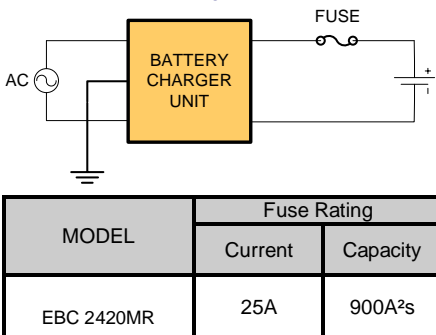 FUSE
AC
BATTERY
CHARGER
UNIT
+
-
MODEL
Fuse Rating
Current
Capacity
EBC 2420MR
25A
900A²s